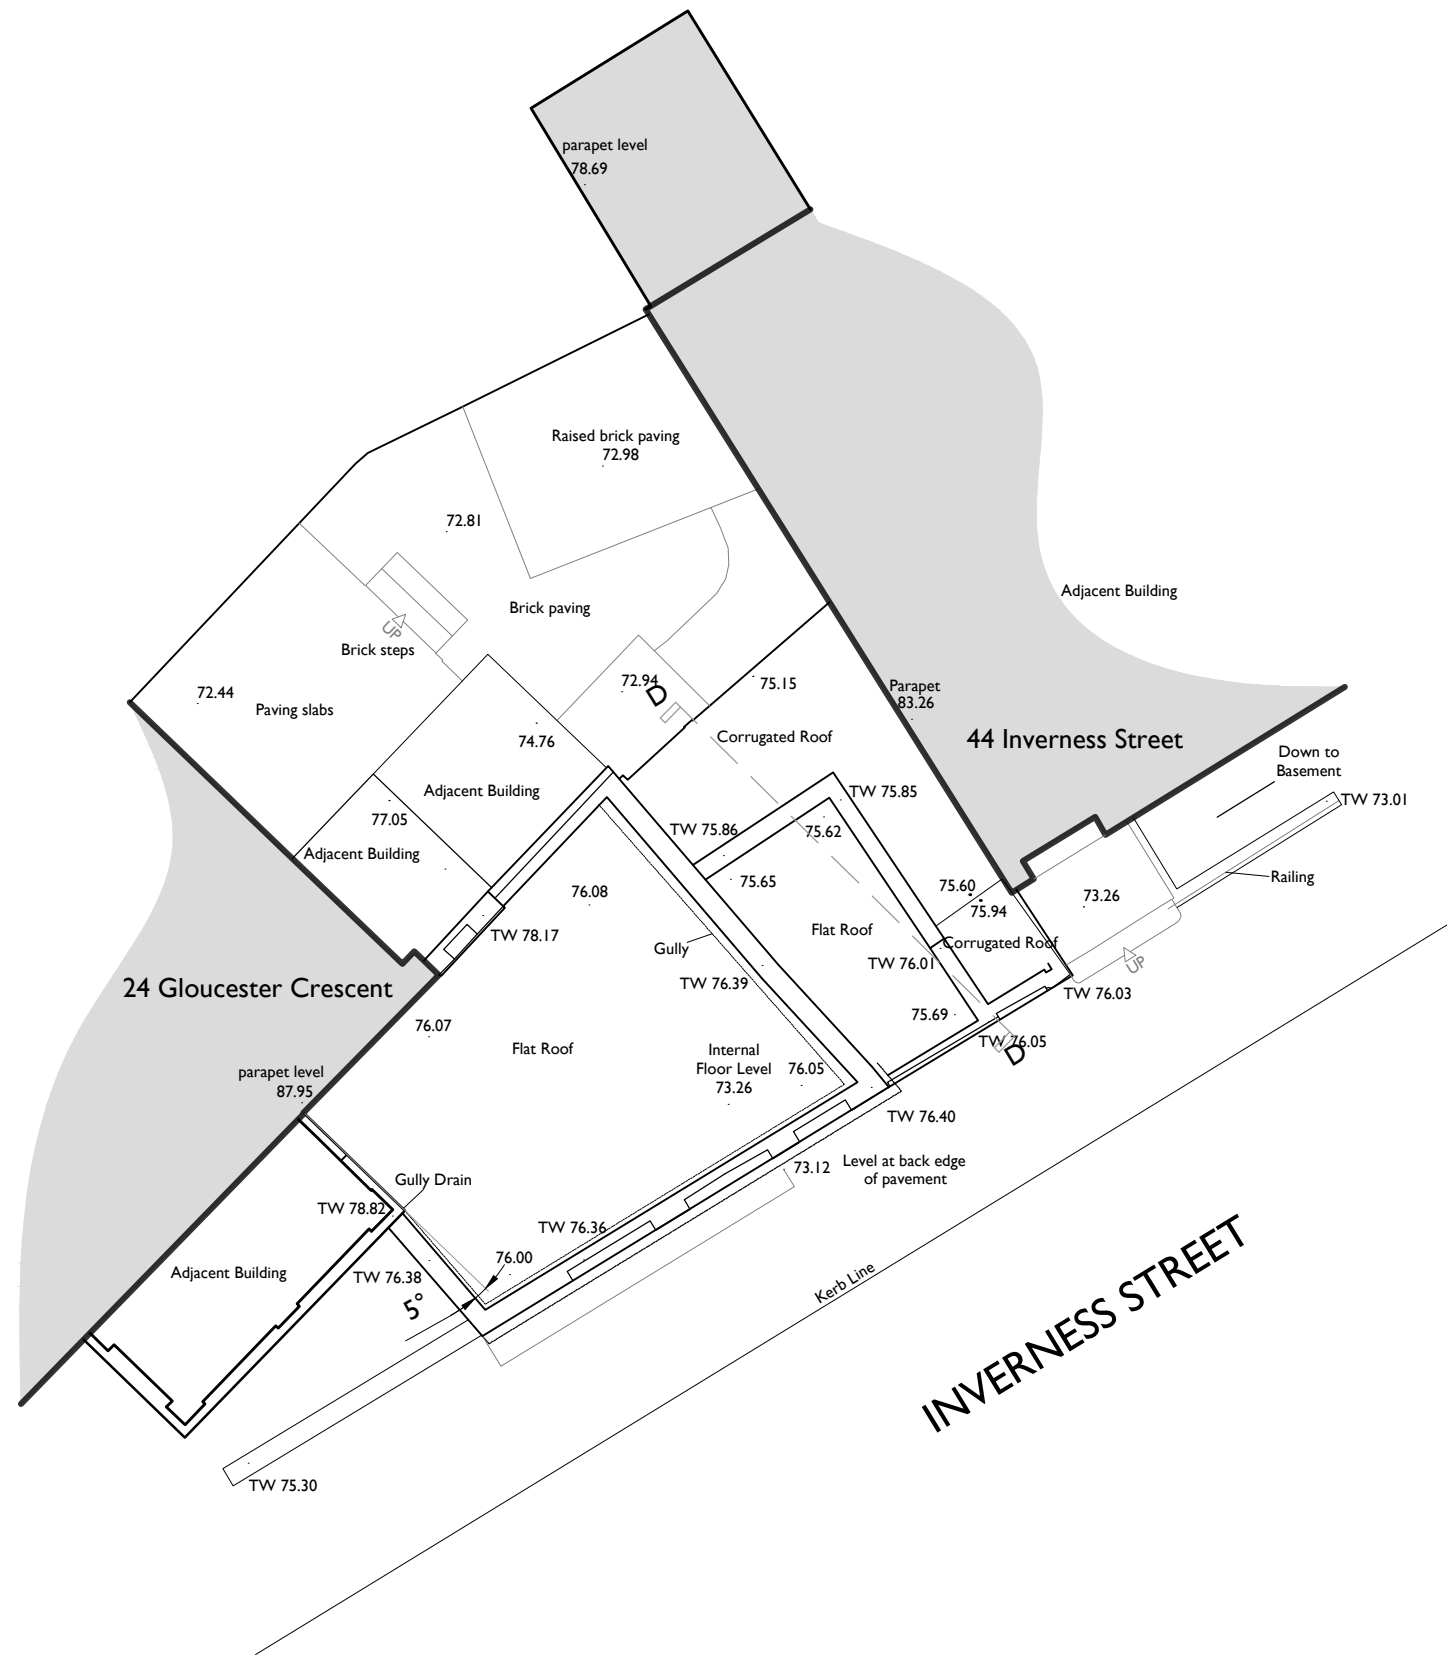 parapet level
78.69
Raised brick paving
72.98
72.81
Adjacent Building
Brick paving
UP
Brick steps
72.44
Paving slabs
72.94
D
75.15
Parapet
83.26
Corrugated Roof
44 Inverness Street
74.76
Down to
Basement
Adjacent Building
TW 75.85
TW 73.01
77.05
TW 75.86
75.62
Adjacent Building
76.08
75.65
75.60
75.94
73.26
Railing
TW 78.17
Gully
Flat Roof
Corrugated Roof
TW 76.01
UP
24 Gloucester Crescent
TW 76.39
TW 76.03
76.07
75.69
Flat Roof
Internal
Floor Level
73.26
76.05
TW 76.05
D
parapet level
87.95
TW 76.40
Gully Drain
73.12
Level at back edge
of pavement
TW 78.82
TW 76.36
76.00
Adjacent Building
TW 76.38
5°
Kerb Line
INVERNESS STREET
TW 75.30